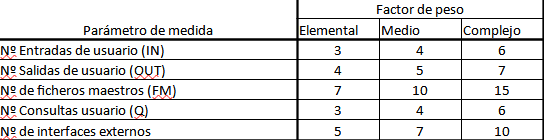 Factor de peso
Parámetro de medida Elemental Medio Complejo
Nº Entradas de usuario (IN) 3 4 6
Nº Salidas de usuario (OUT) 4 5 7
Nº de ficheros maestros (FM) 7 10 15
Nº Consultas usuario (Q) 3 4 6
Nº de interfaces externos 5 7 10